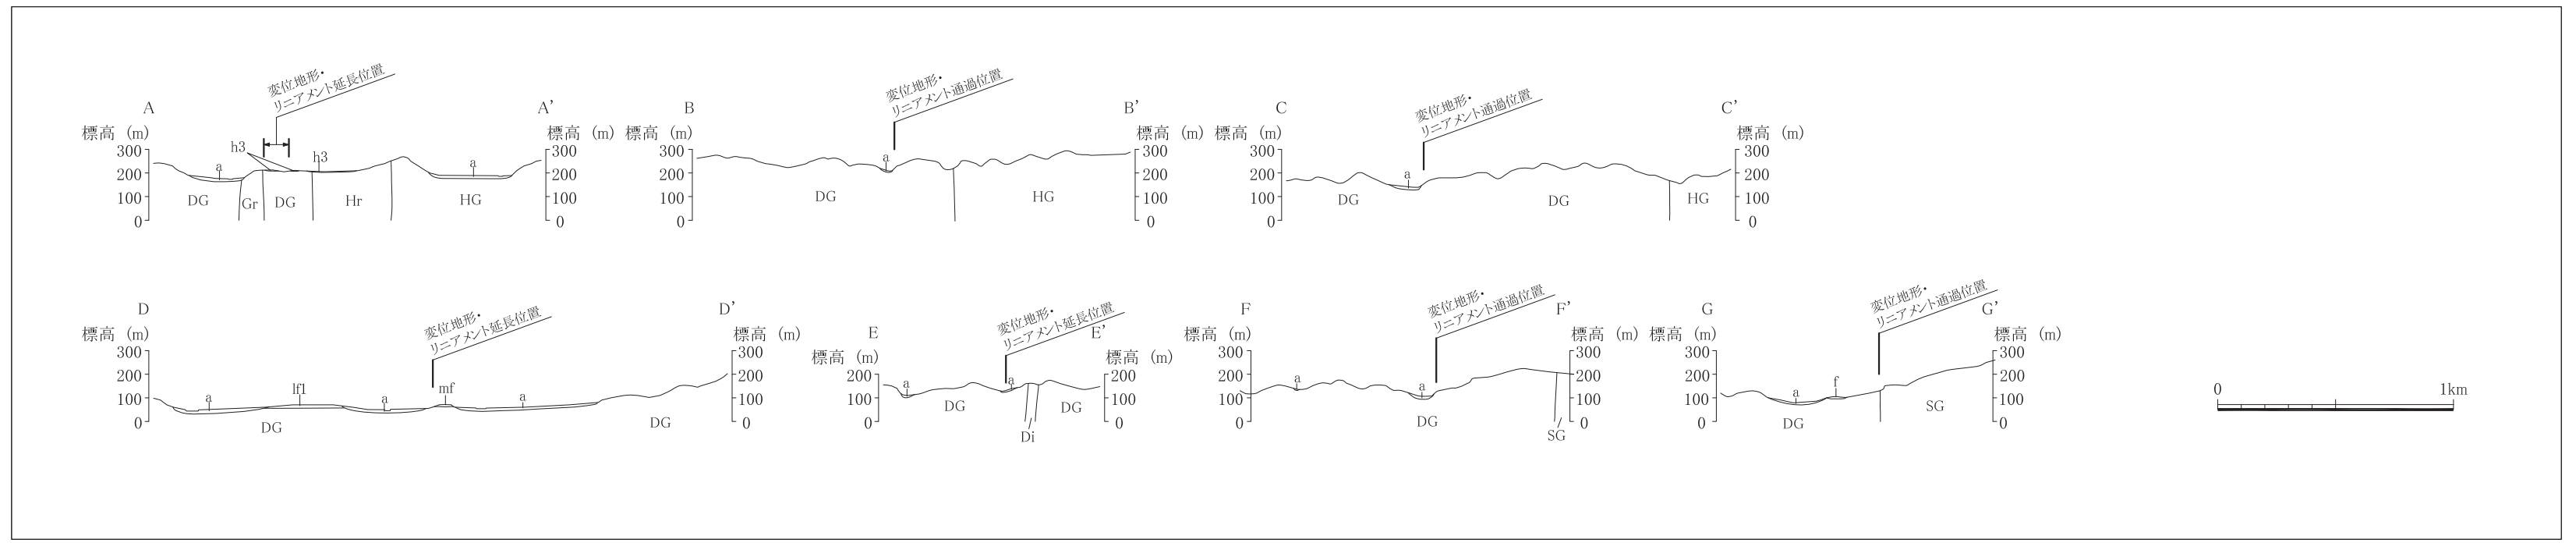 変位地形・
リニアメント延長位置
A
A'
標高 (m)
標高 (m)
300
200
100
0
300
200
100
0
h3
h3
a
a
DG
Gr
DG
Hr
HG
変位地形・
リニアメント通過位置
B
B'
標高 (m)
標高 (m)
300
200
100
0
300
200
100
0
a
DG
HG
変位地形・
リニアメント通過位置
C
C'
標高 (m)
標高 (m)
300
200
100
0
300
200
100
0
a
DG
DG
HG
変位地形・
リニアメント延長位置
D
D'
標高 (m)
標高 (m)
300
200
100
0
300
200
100
0
a
lf1
a
mf
a
DG
DG
変位地形・
リニアメント延長位置
E
E'
標高 (m)
標高 (m)
200
100
0
200
100
0
a
a
DG
DG
Di
変位地形・
リニアメント通過位置
F
F'
標高 (m)
標高 (m)
300
200
100
0
300
200
100
0
a
a
DG
SG
変位地形・
リニアメント通過位置
G
G'
標高 (m)
標高 (m)
300
200
100
0
300
200
100
0
a
f
DG
SG
0
1km